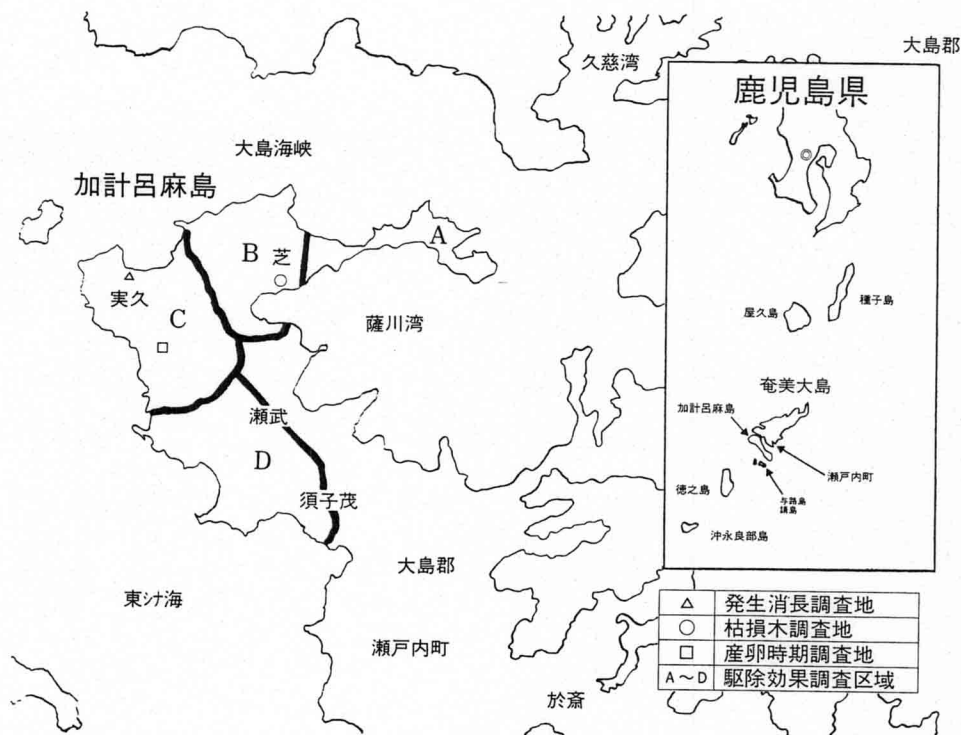 久慈湾
大島郡
大島海峡
加計呂麻島
A
B
芝
実久
C
薩川湾
瀬武
D
須子茂
大島郡
東シナ海
瀬戸内町
於斎
鹿児島県
屋久島
種子島
奄美大島
加計呂麻島
瀬戸内町
徳之島
与路島
請島
沖永良部島
△ 発生消長調査地
○ 枯損木調査地
□ 産卵時期調査地
A～D 駆除効果調査区域